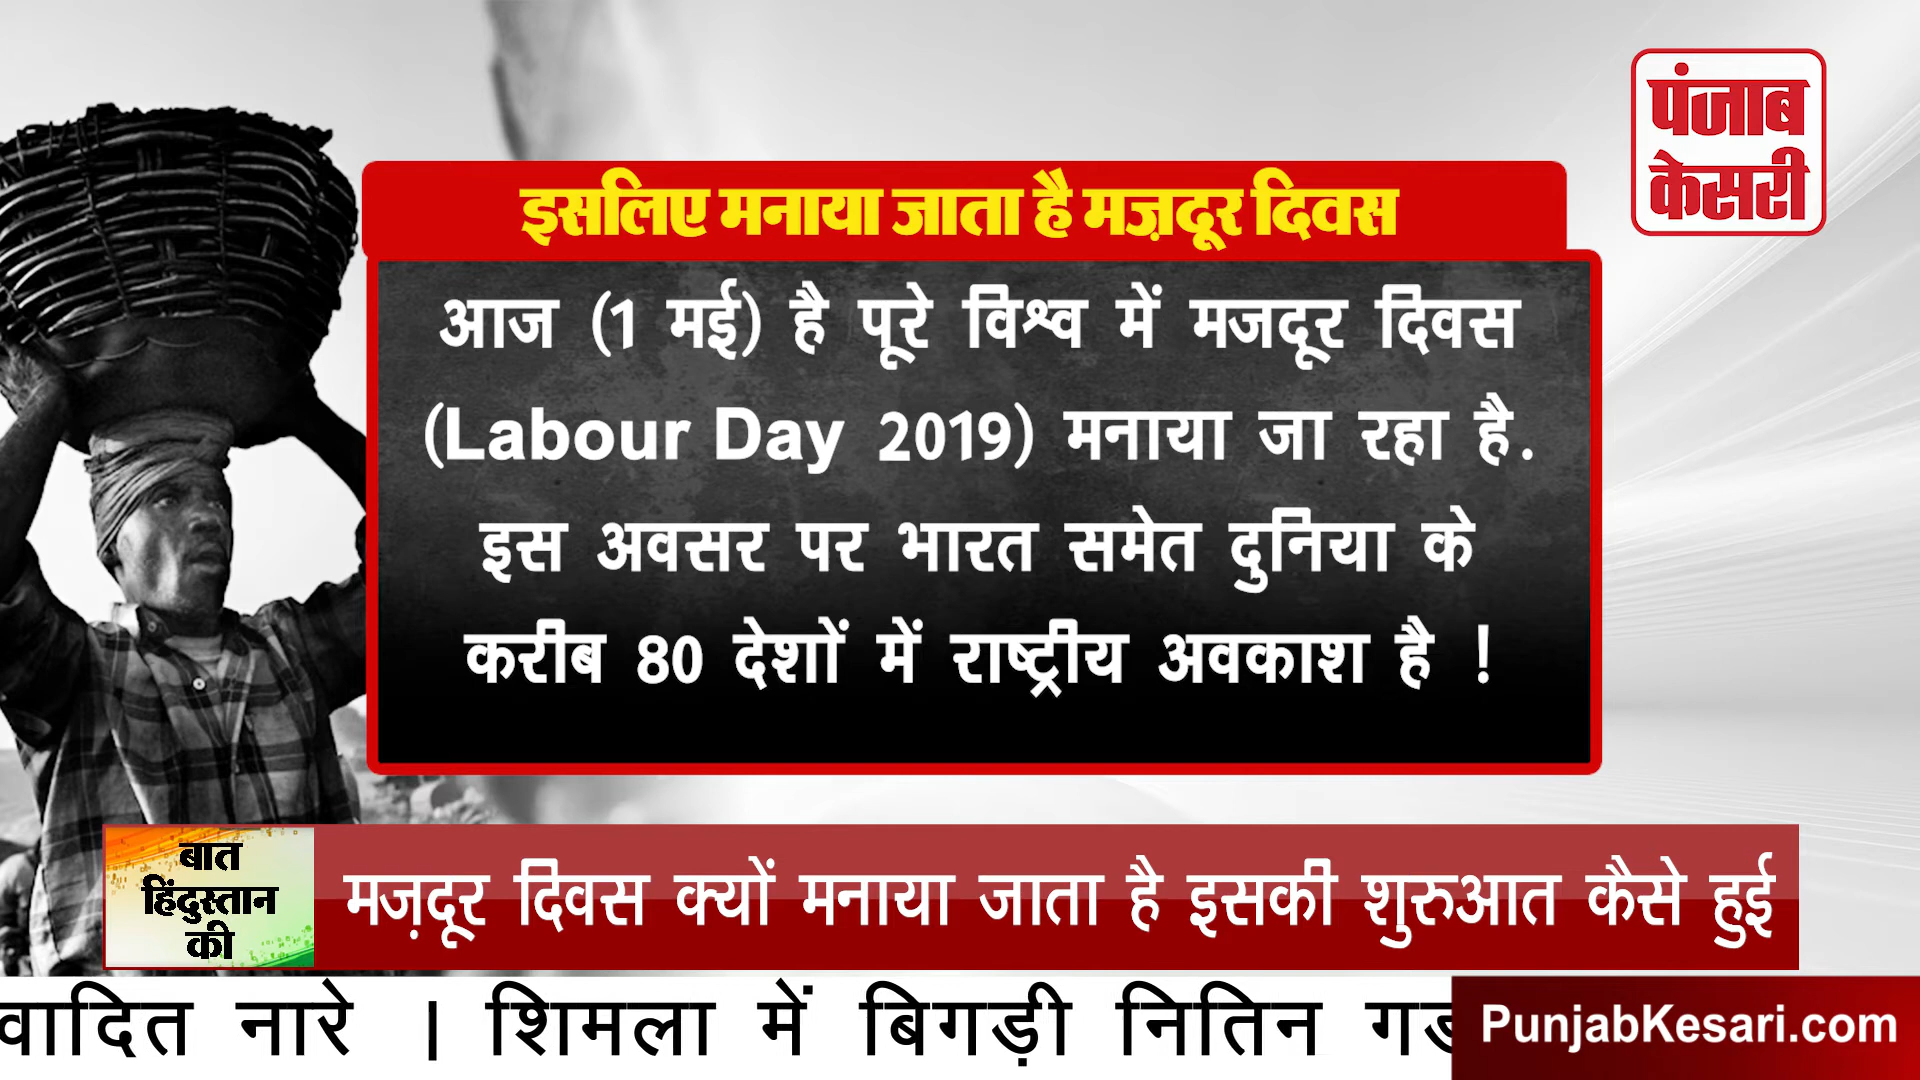 पंजाब
केसरी
इसलिए मनाया जाता है मज़दूर दिवस
आज (1 मई) है पूरे विश्व में मजदूर दिवस
(Labour Day 2019) मनाया जा रहा है.
इस अवसर पर भारत समेत दुनिया के
करीब 80 देशों में राष्ट्रीय अवकाश है !
बात
हिंदुस्तान
की
मज़दूर दिवस क्यों मनाया जाता है इसकी शुरुआत कैसे हुई
वादित नारे । शिमला में बिगड़ी नितिन
PunjabKesari.com